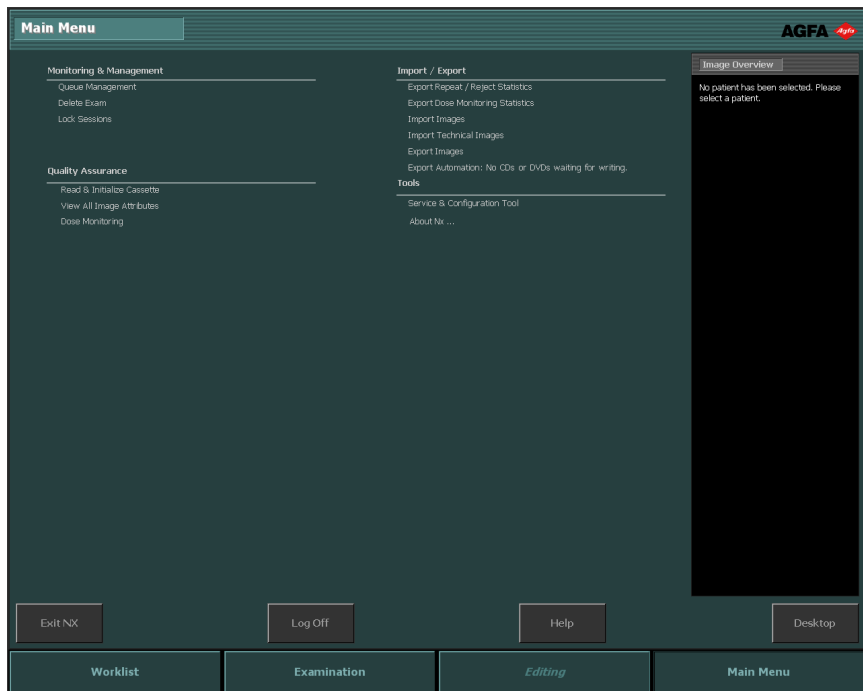 Main Menu
AGFA Agfa
Monitoring & Management
Queue Management
Delete Exam
Lock Sessions
Quality Assurance
Read & Initialize Cassette
View All Image Attributes
Dose Monitoring
Import / Export
Export Repeat / Reject Statistics
Export Dose Monitoring Statistics
Import Images
Import Technical Images
Export Images
Export Automation: No CDs or DVDs waiting for writing.
Tools
Service & Configuration Tool
About Nx ...
Image Overview
No patient has been selected. Please
select a patient.
Exit NX
Log Off
Help
Desktop
Worklist
Examination
Editing
Main Menu